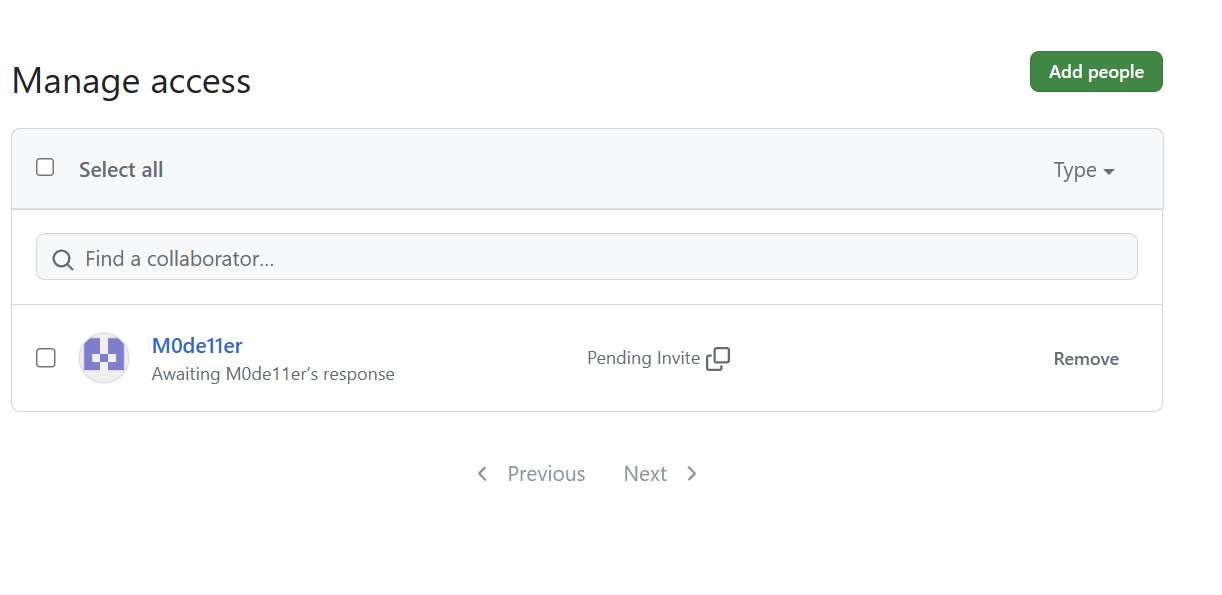 Manage access
Add people
Select all
Type
Find a collaborator...
M0de11er
Awaiting M0de11er’s response
Pending Invite
Remove
Previous
Next